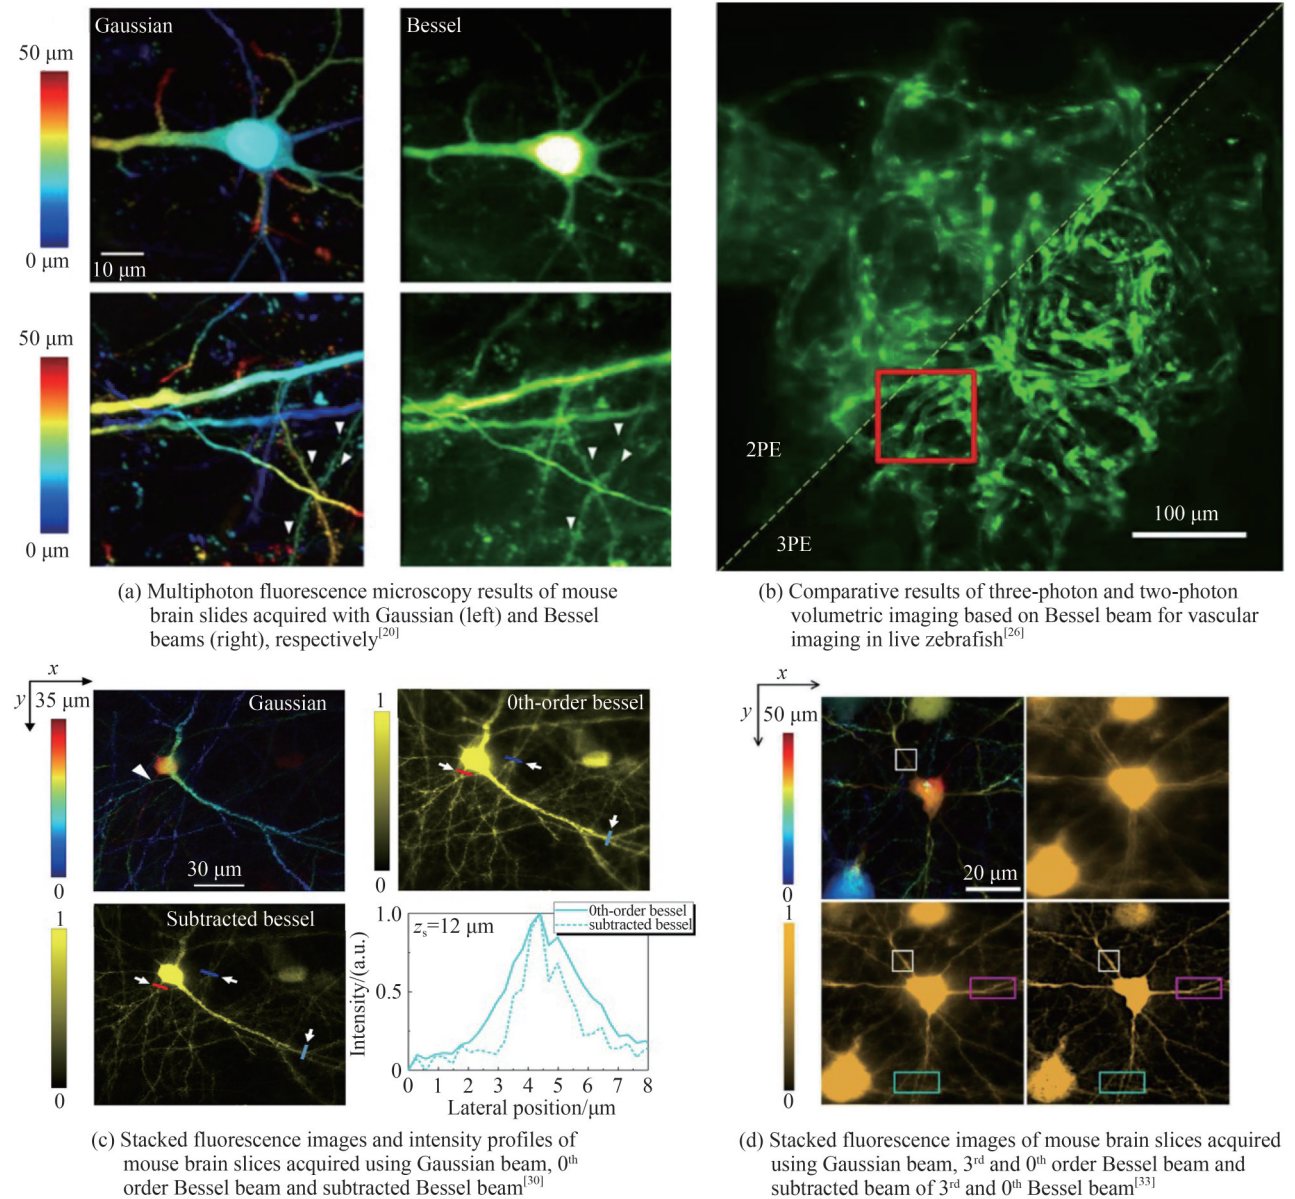 Gaussian
Bessel
50 μm
0 μm
10 μm
50 μm
0 μm
2PE
3PE
100 μm
(a) Multiphoton fluorescence microscopy results of mouse
brain slides acquired with Gaussian (left) and Bessel
beams (right), respectively[20]
(b) Comparative results of three-photon and two-photon
volumetric imaging based on Bessel beam for vascular
imaging in live zebrafish[26]
x
y
35 μm
0
Gaussian
30 μm
1
0
0th-order bessel
1
0
Subtracted bessel
Intensity/(a.u.)
1.0
0.5
0
zs=12 μm
0th-order bessel
subtracted bessel
0 1 2 3 4 5 6 7 8
Lateral position/μm
(c) Stacked fluorescence images and intensity profiles of
mouse brain slices acquired using Gaussian beam, 0th
order Bessel beam and subtracted Bessel beam[30]
x
y
50 μm
0
20 μm
1
0
(d) Stacked fluorescence images of mouse brain slices acquired
using Gaussian beam, 3rd and 0th order Bessel beam and
subtracted beam of 3rd and 0th Bessel beam[33]